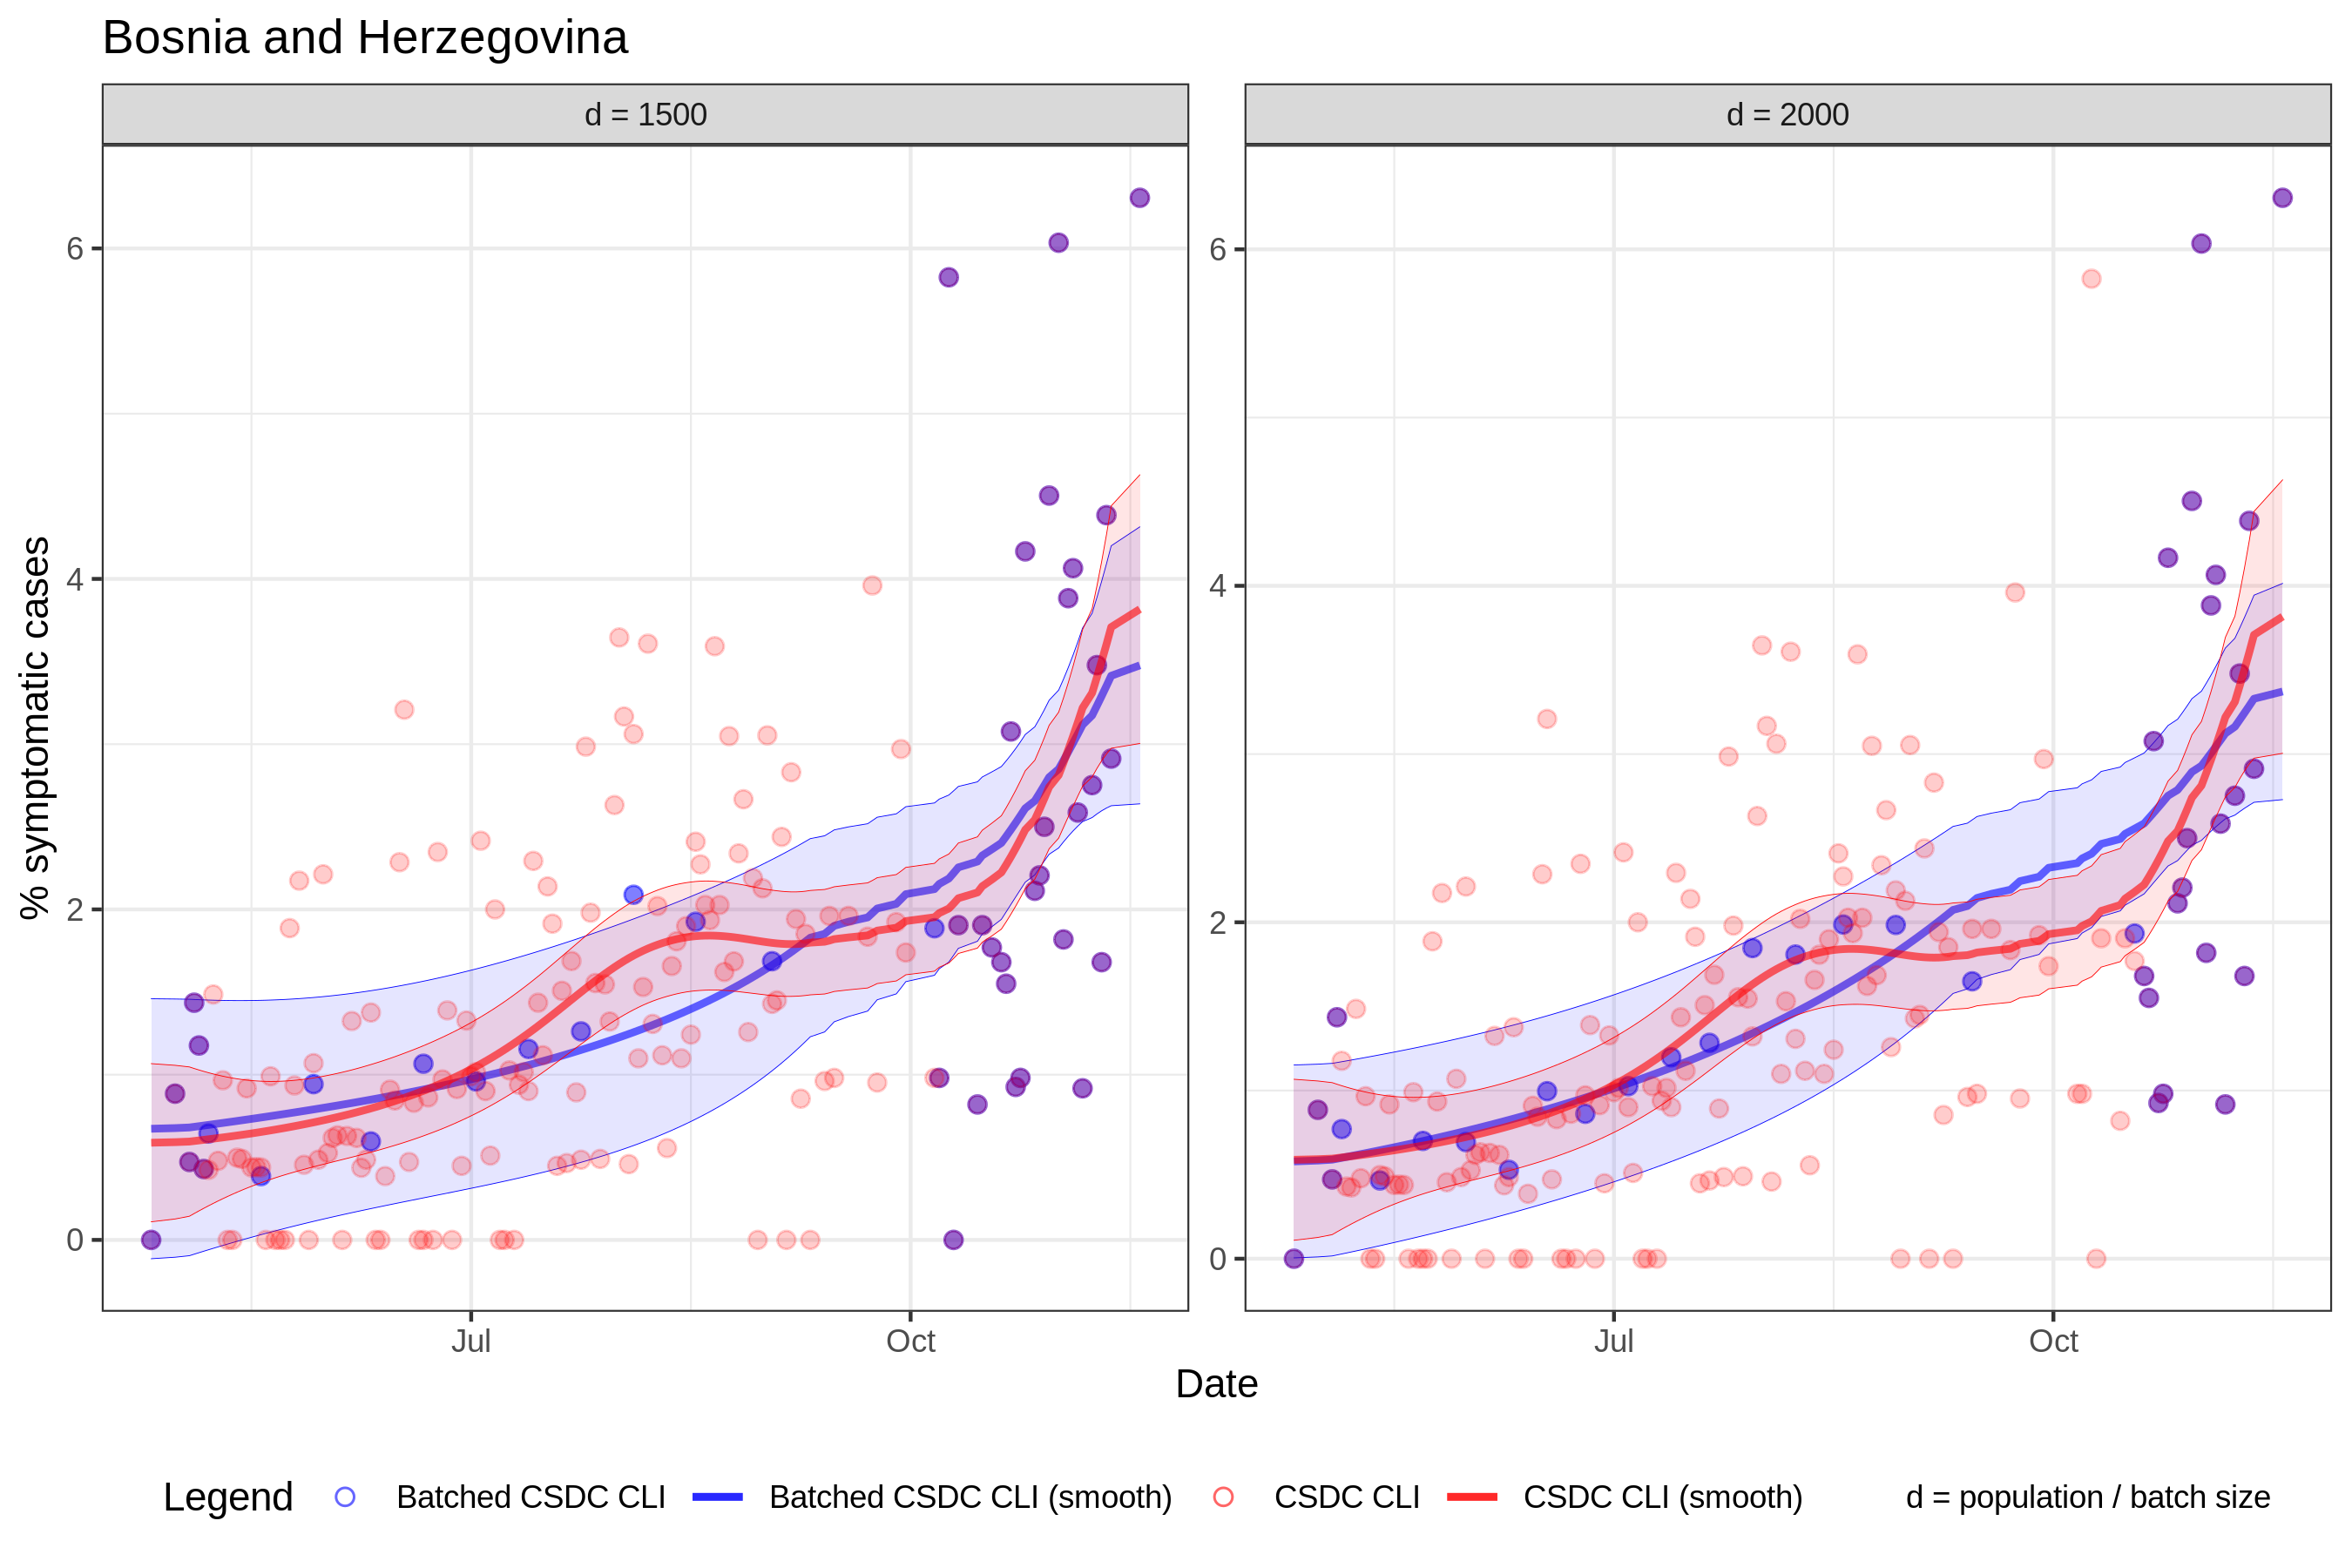 Bosnia and Herzegovina
d = 1500
d = 2000
% symptomatic cases
6
4
2
0
6
4
2
0
Jul
Oct
Jul
Oct
Date
Legend
Batched CSDC CLI
Batched CSDC CLI (smooth)
CSDC CLI
CSDC CLI (smooth)
d = population / batch size